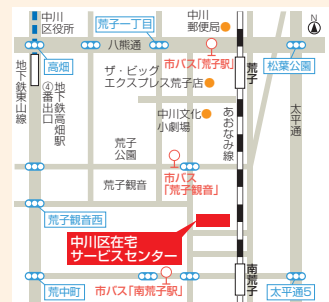 中川
区役所
荒子一丁目
中川
郵便局
N
八熊通
高畑
市バス「荒子駅」
松葉公園
地下鉄東山線
④番出口
地下鉄高畑駅
ザ・ビッグ
エクスプレス荒子店
荒子
中川文化
小劇場
あおなみ線
太平通
荒子
公園
荒子観音
市バス
「荒子観音」
荒子観音西
中川区在宅
サービスセンター
荒中町
市バス「南荒子駅」
南荒子
太平通5